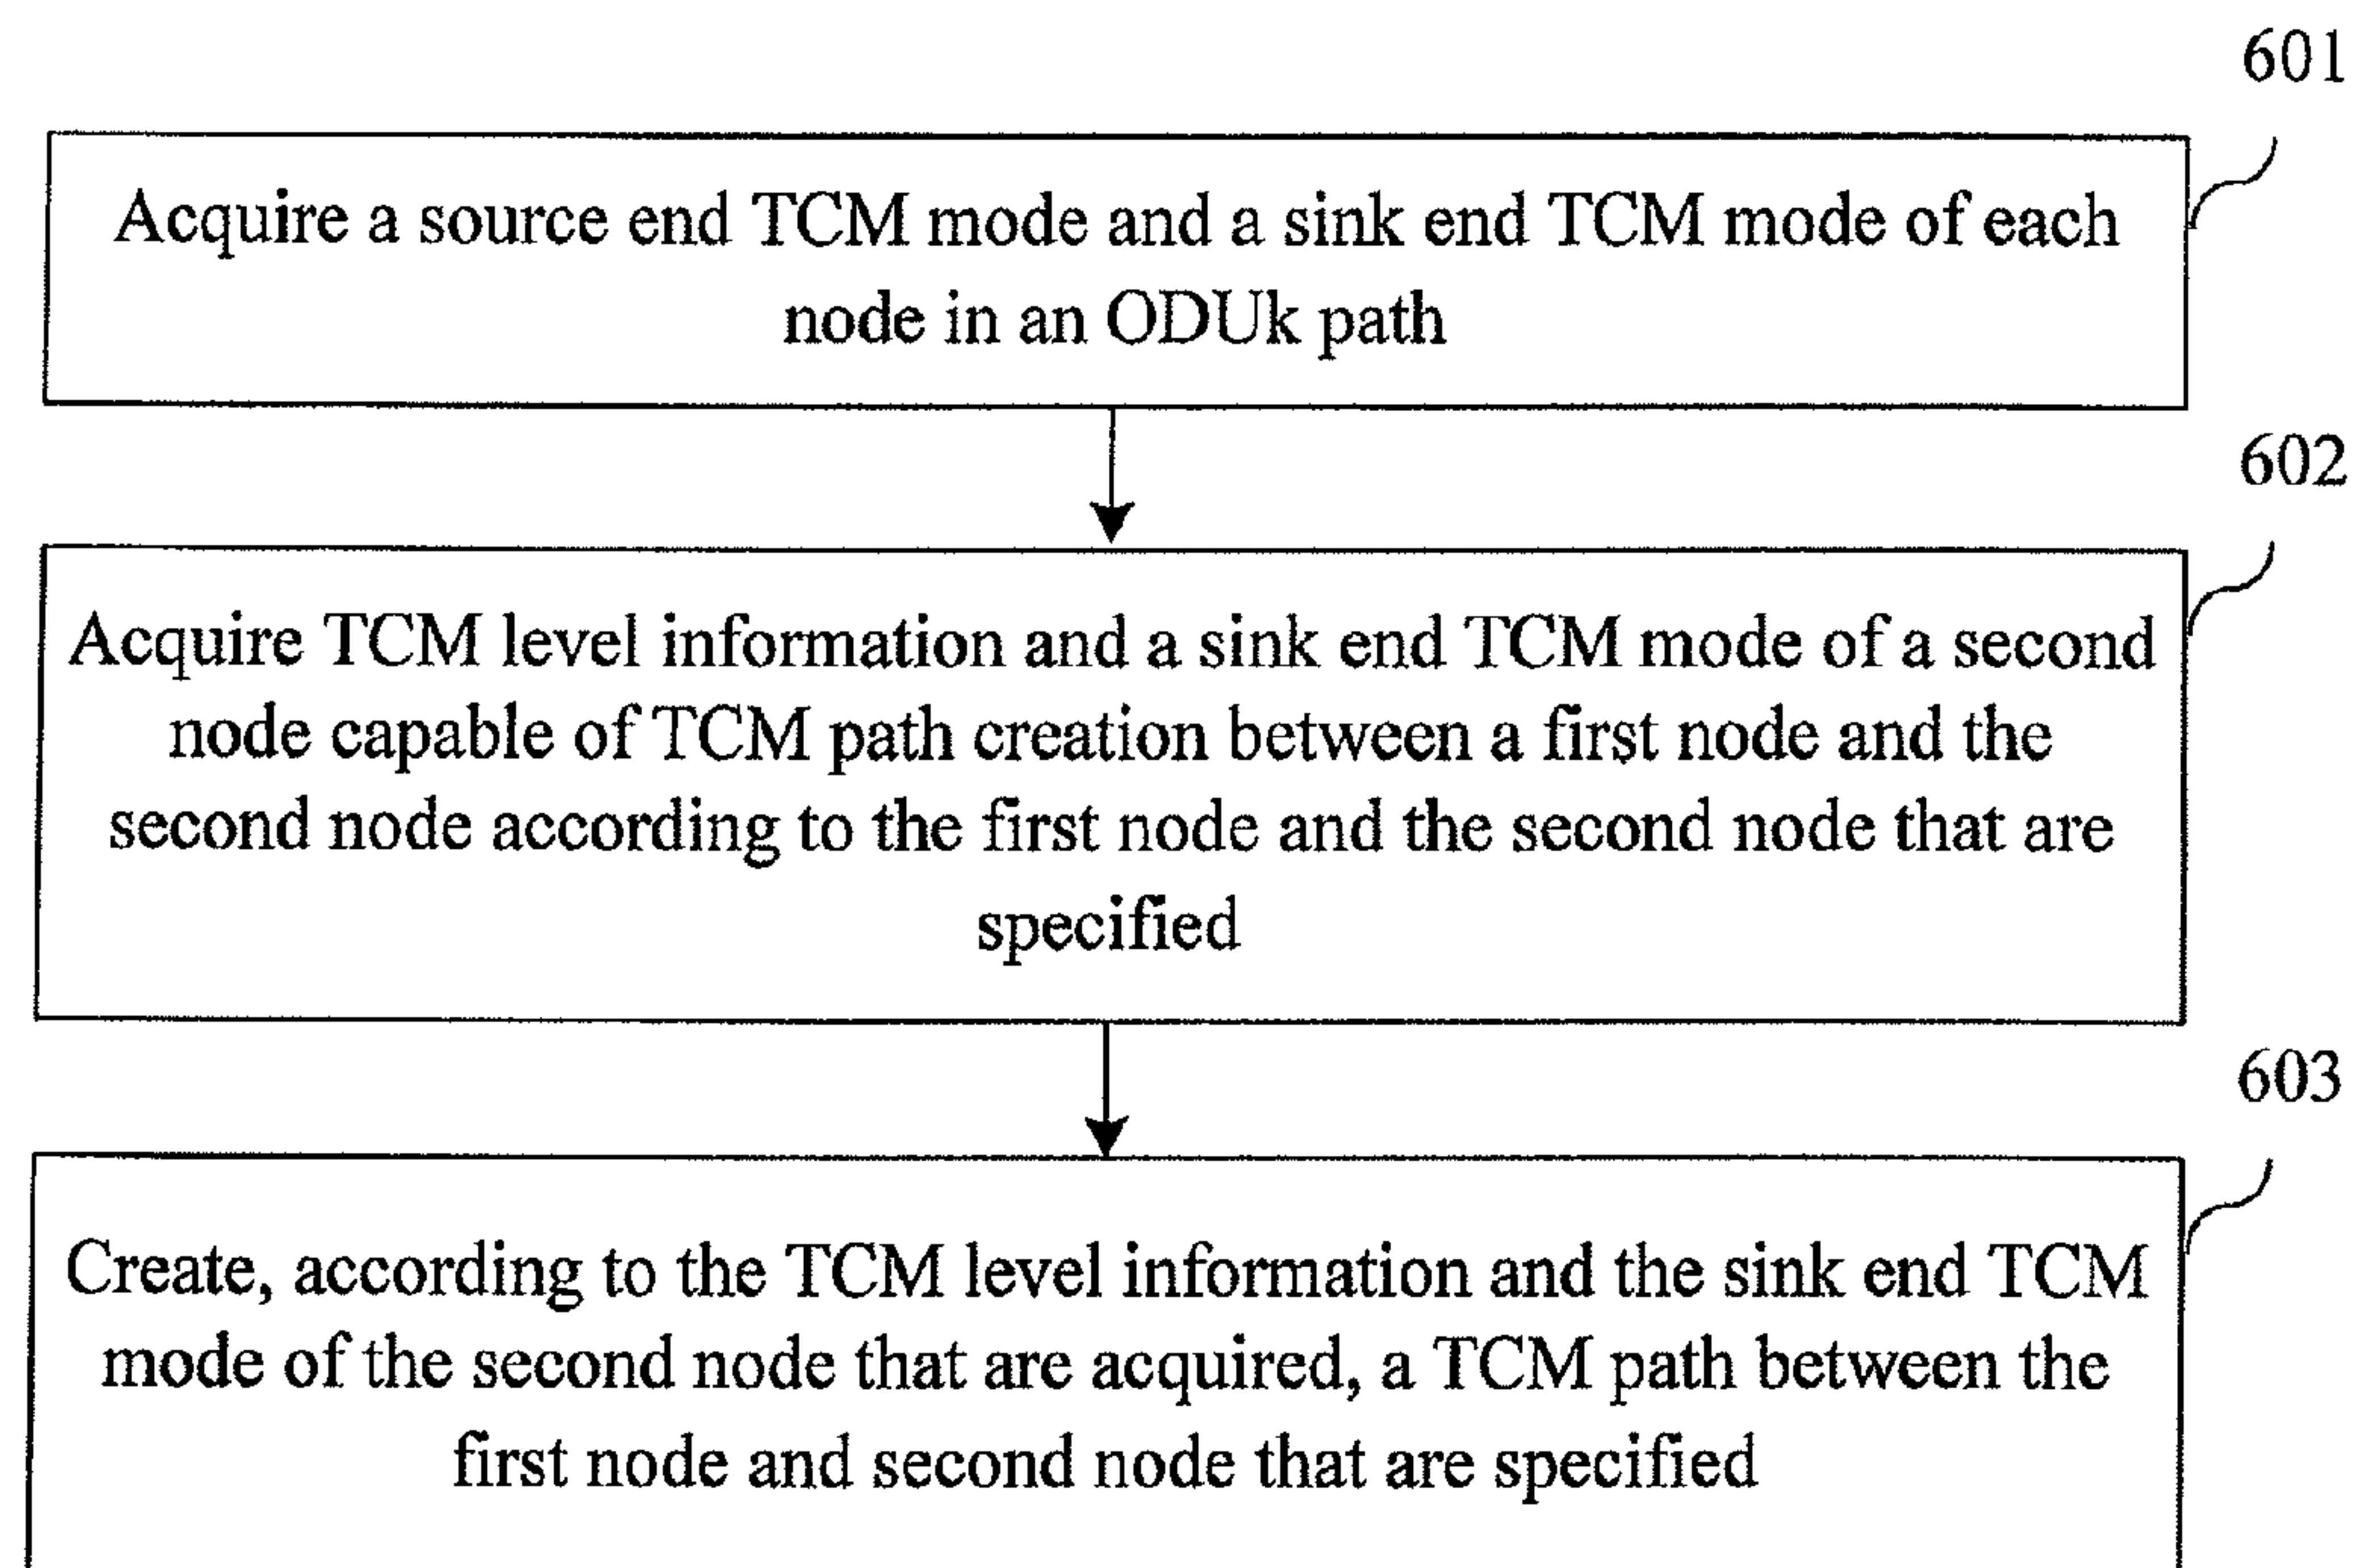 601
Acquire a source end TCM mode and a sink end TCM mode of each
node in an ODUk path
602
Acquire TCM level information and a sink end TCM mode of a second
node capable of TCM path creation between a first node and the
second node according to the first node and the second node that are
specified
603
Create, according to the TCM level information and the sink end TCM
mode of the second node that are acquired, a TCM path between the
first node and second node that are specified